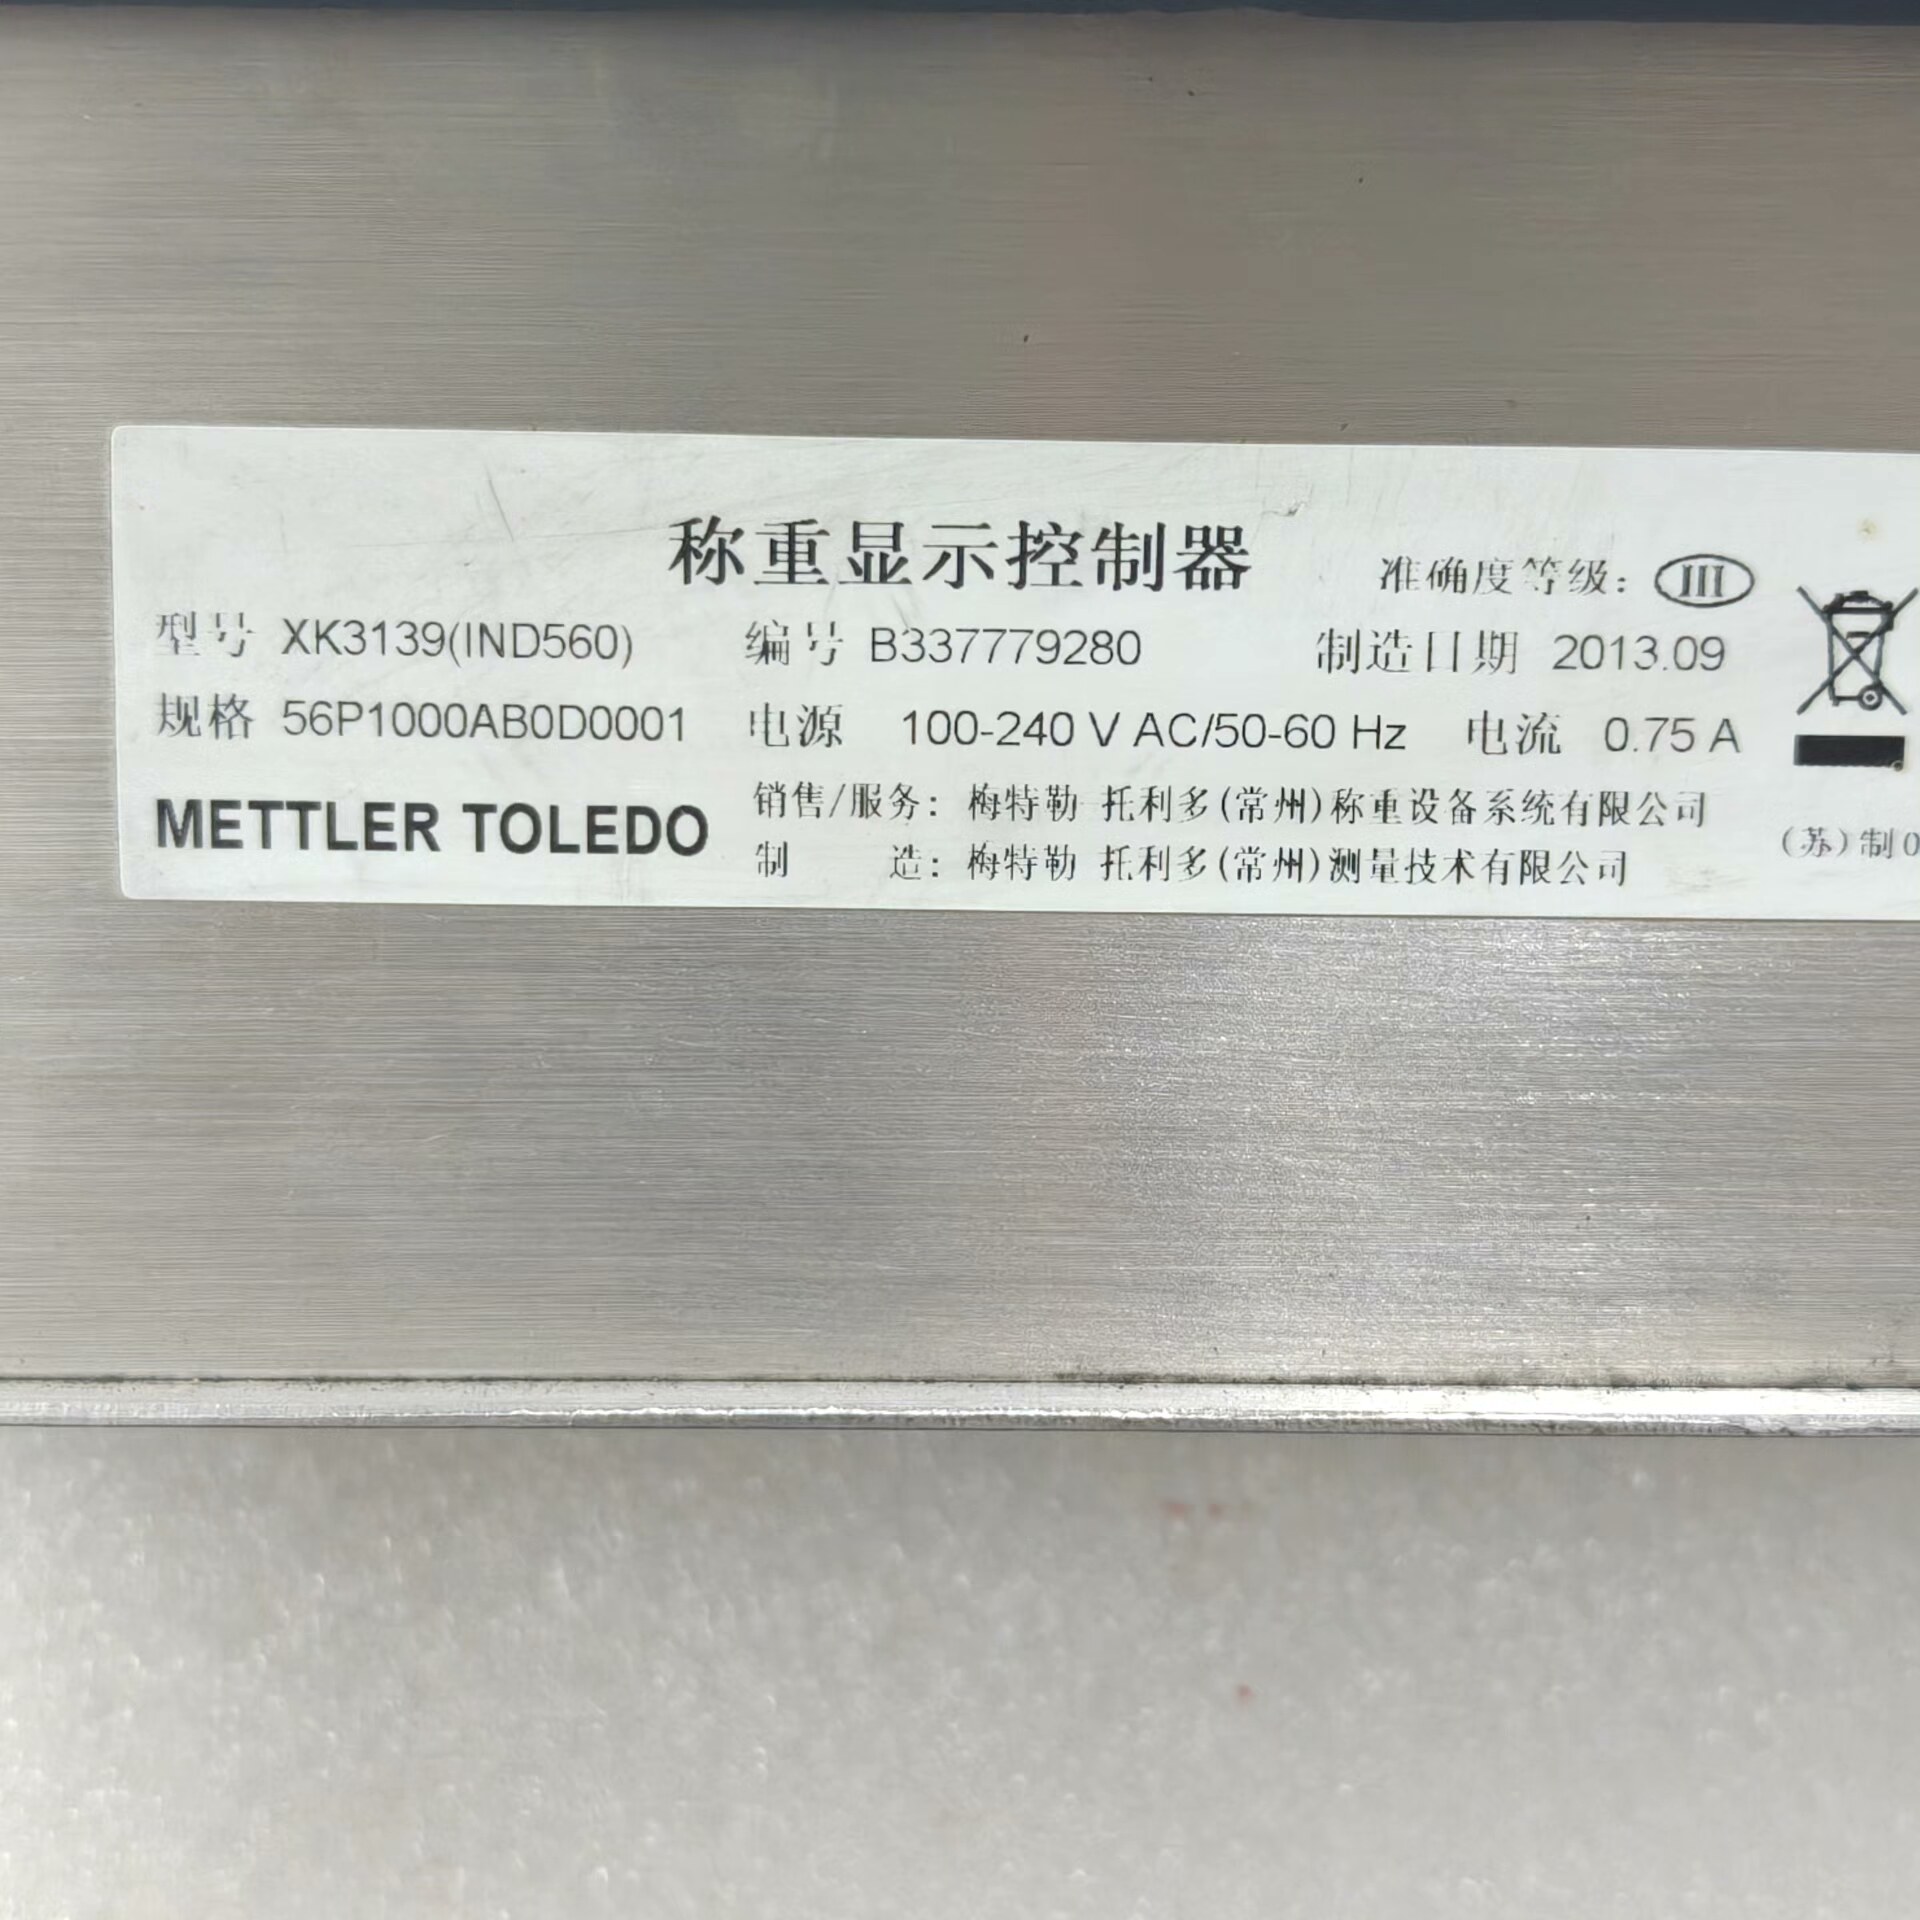 称重显示控制器
准确度等级: III
型号 XK3139(IND560) 编号 B337779280 制造日期 2013.09
规格 56P1000AB0D0001 电源 100-240 V AC/50-60 Hz 电流 0.75 A
METTLER TOLEDO
销售/服务: 梅特勒 托利多(常州)称重设备系统有限公司
制 造: 梅特勒 托利多(常州)测量技术有限公司
(苏)制0